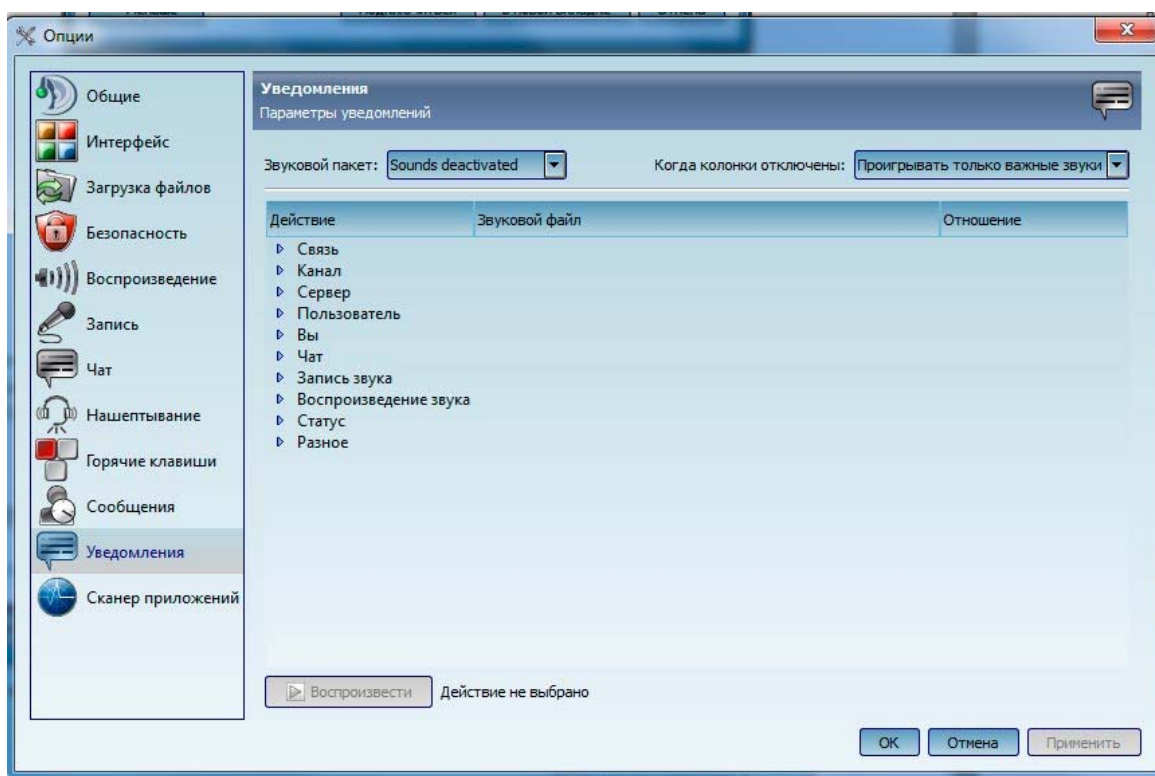 Отмена
Опции
Общие
Интерфейс
Загрузка файлов
Безопасность
Воспроизведение
Запись
Чат
Нашептывание
Горячие клавиши
Сообщения
Уведомления
Сканер приложений
Уведомления
Параметры уведомлений
Звуковой пакет: Sounds deactivated Когда колонки отключены: Проигрывать только важные звуки
Действие Звуковой файл Отношение
Связь
Канал
Сервер
Пользователь
Вы
Чат
Запись звука
Воспроизведение звука
Статус
Разное
Воспроизвести Действие не выбрано
OK Отмена Применить